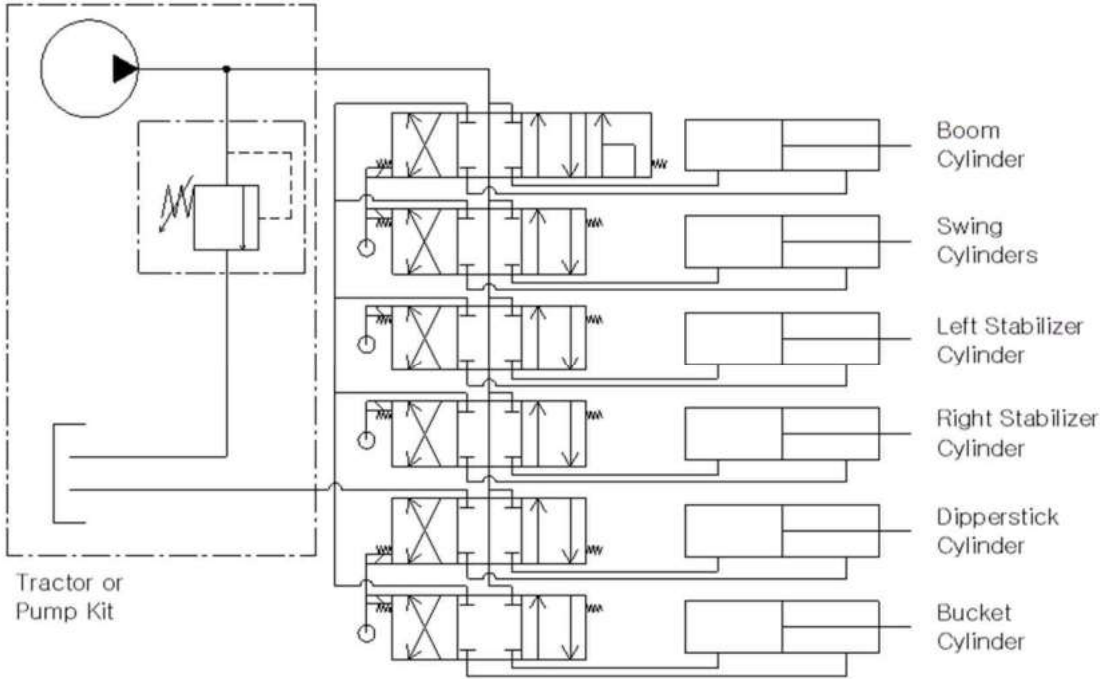 Boom
Cylinder
Swing
Cylinders
Left Stabilizer
Cylinder
Right Stabilizer
Cylinder
Dipperstick
Cylinder
Tractor or
Pump Kit
Bucket
Cylinder